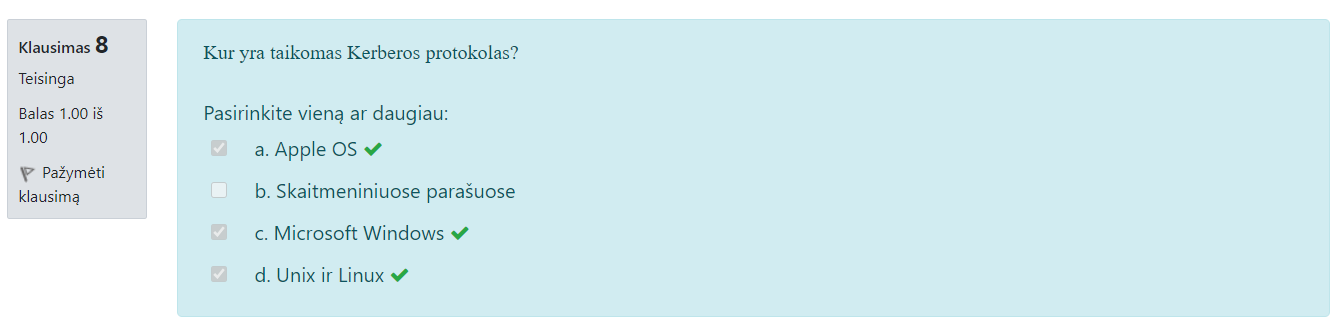 Klausimas 8
Teisinga
Balas 1.00 iš
1.00
Pažymėti
klausimą
Kur yra taikomas Kerberos protokolas?
Pasirinkite vieną ar daugiau:
a. Apple OS
b. Skaitmeniniuose parašuose
c. Microsoft Windows
d. Unix ir Linux